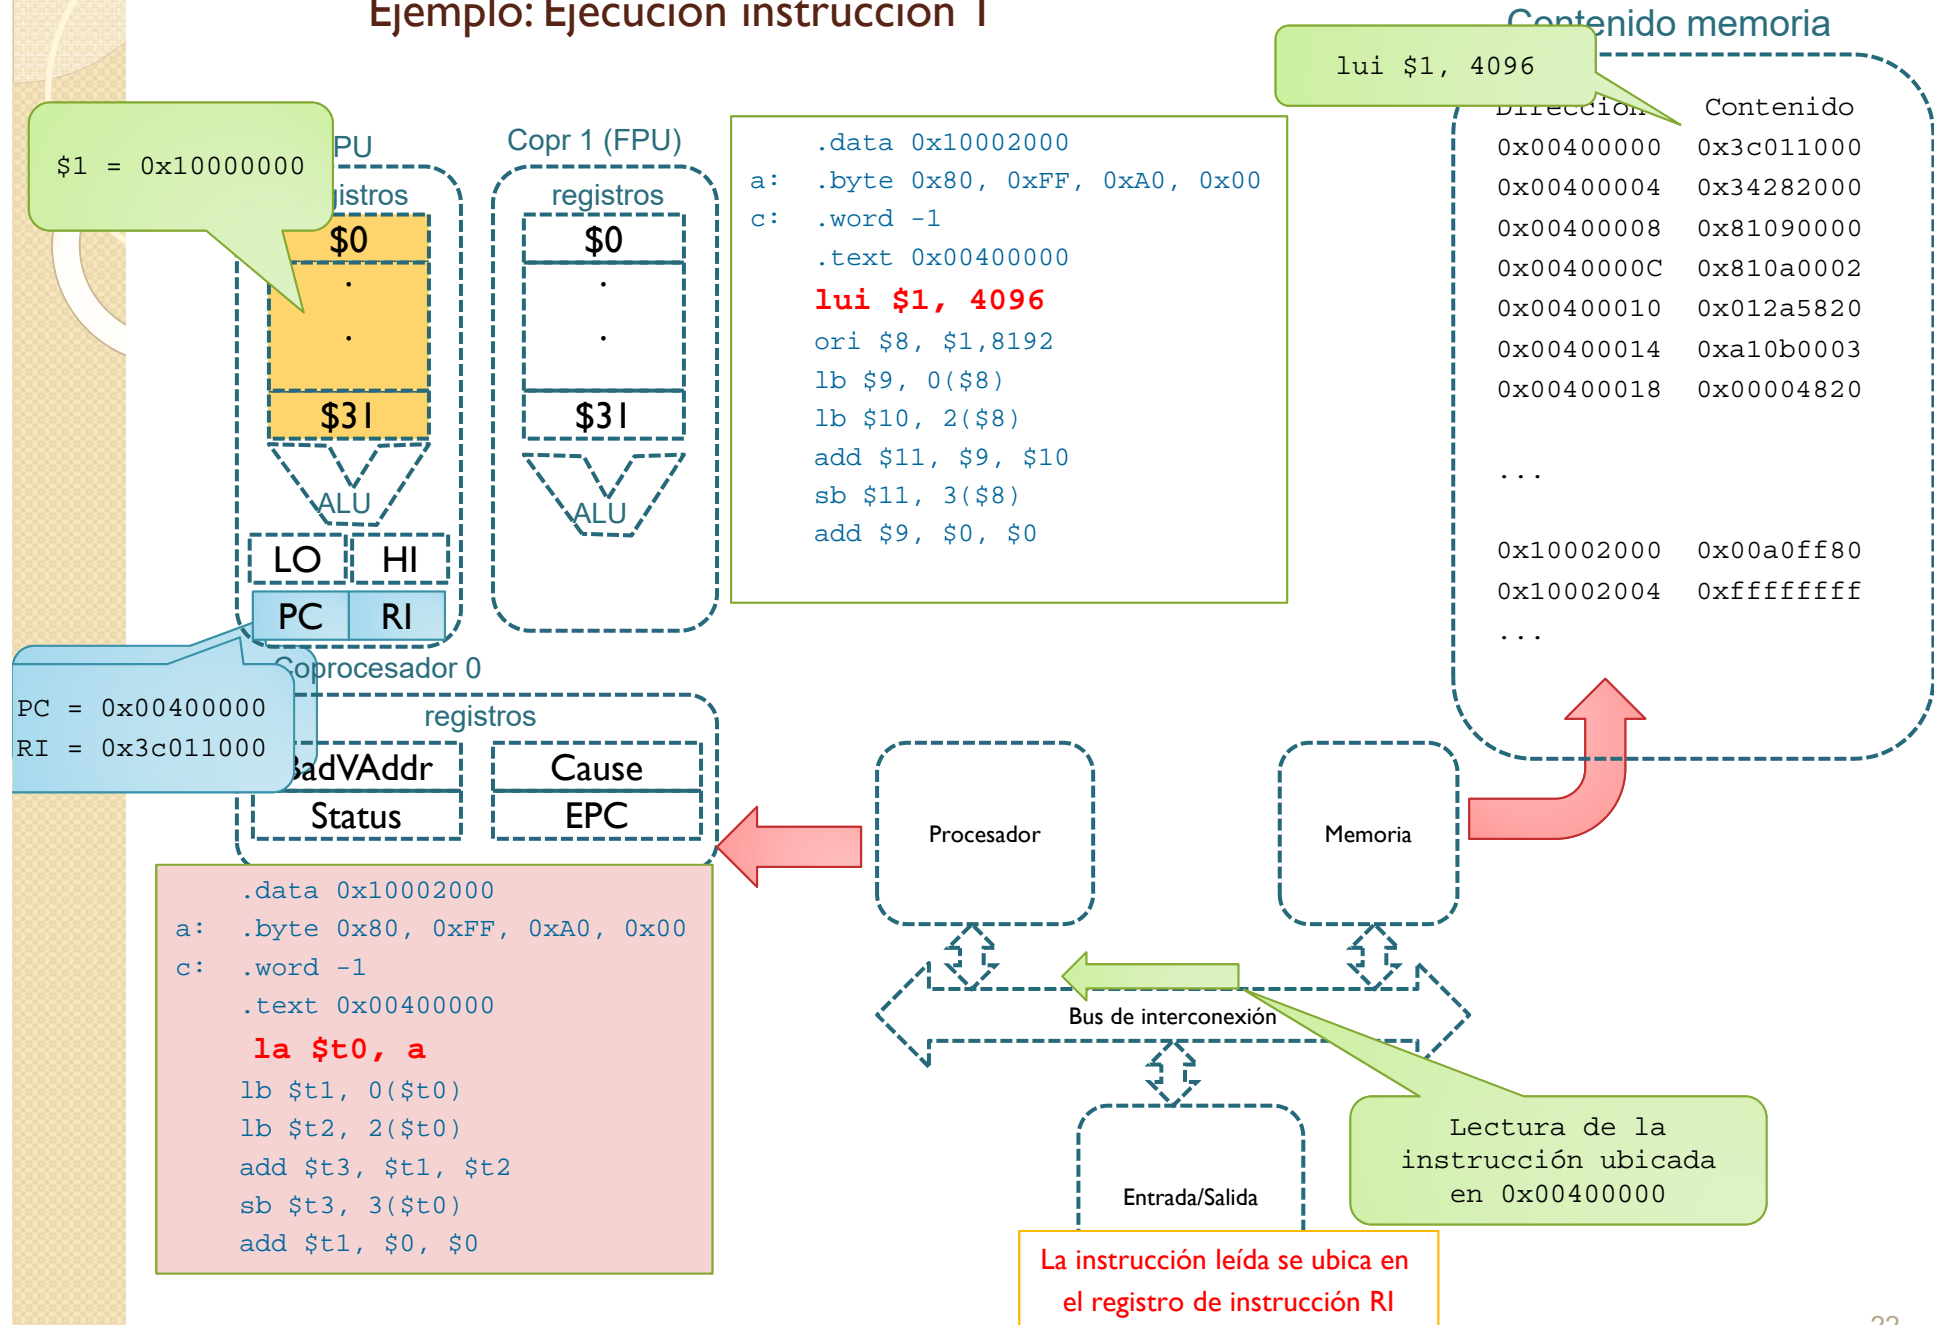 Ejemplo: Ejecución instrucción 1
Contenido memoria
lui $1, 4096
Dirección Contenido
0x00400000 0x3c011000
0x00400004 0x34282000
0x00400008 0x81090000
0x0040000C 0x810a0002
0x00400010 0x012a5820
0x00400014 0xa10b0003
0x00400018 0x00004820
...
0x10002000 0x00a0ff80
0x10002004 0xffffffff
...
$1 = 0x10000000
PU
gistros
$0
.
.
$31
ALU
LO HI
PC RI
Copr 1 (FPU)
registros
$0
.
.
$31
ALU
.data 0x10002000
a: .byte 0x80, 0xFF, 0xA0, 0x00
c: .word -1
.text 0x00400000
lui $1, 4096
ori $8, $1,8192
lb $9, 0($8)
lb $10, 2($8)
add $11, $9, $10
sb $11, 3($8)
add $9, $0, $0
PC = 0x00400000
RI = 0x3c011000
Coprocesador 0
registros
BadVAddr Cause
Status EPC
.data 0x10002000
a: .byte 0x80, 0xFF, 0xA0, 0x00
c: .word -1
.text 0x00400000
la $t0, a
lb $t1, 0($t0)
lb $t2, 2($t0)
add $t3, $t1, $t2
sb $t3, 3($t0)
add $t1, $0, $0
Procesador
Memoria
Bus de interconexión
Entrada/Salida
Lectura de la
instrucción ubicada
en 0x00400000
La instrucción leída se ubica en
el registro de instrucción RI